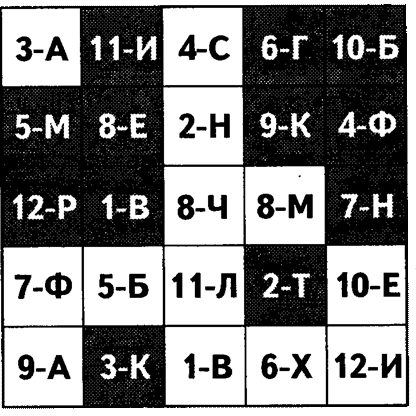 3-А 11-И 4-С 6-Г 10-Б
5-М 8-Е 2-Н 9-К 4-Ф
12-Р 1-В 8-Ч 8-М 7-Н
7-Ф 5-Б 11-Л 2-Т 10-Е
9-А 3-К 1-В 6-Х 12-И